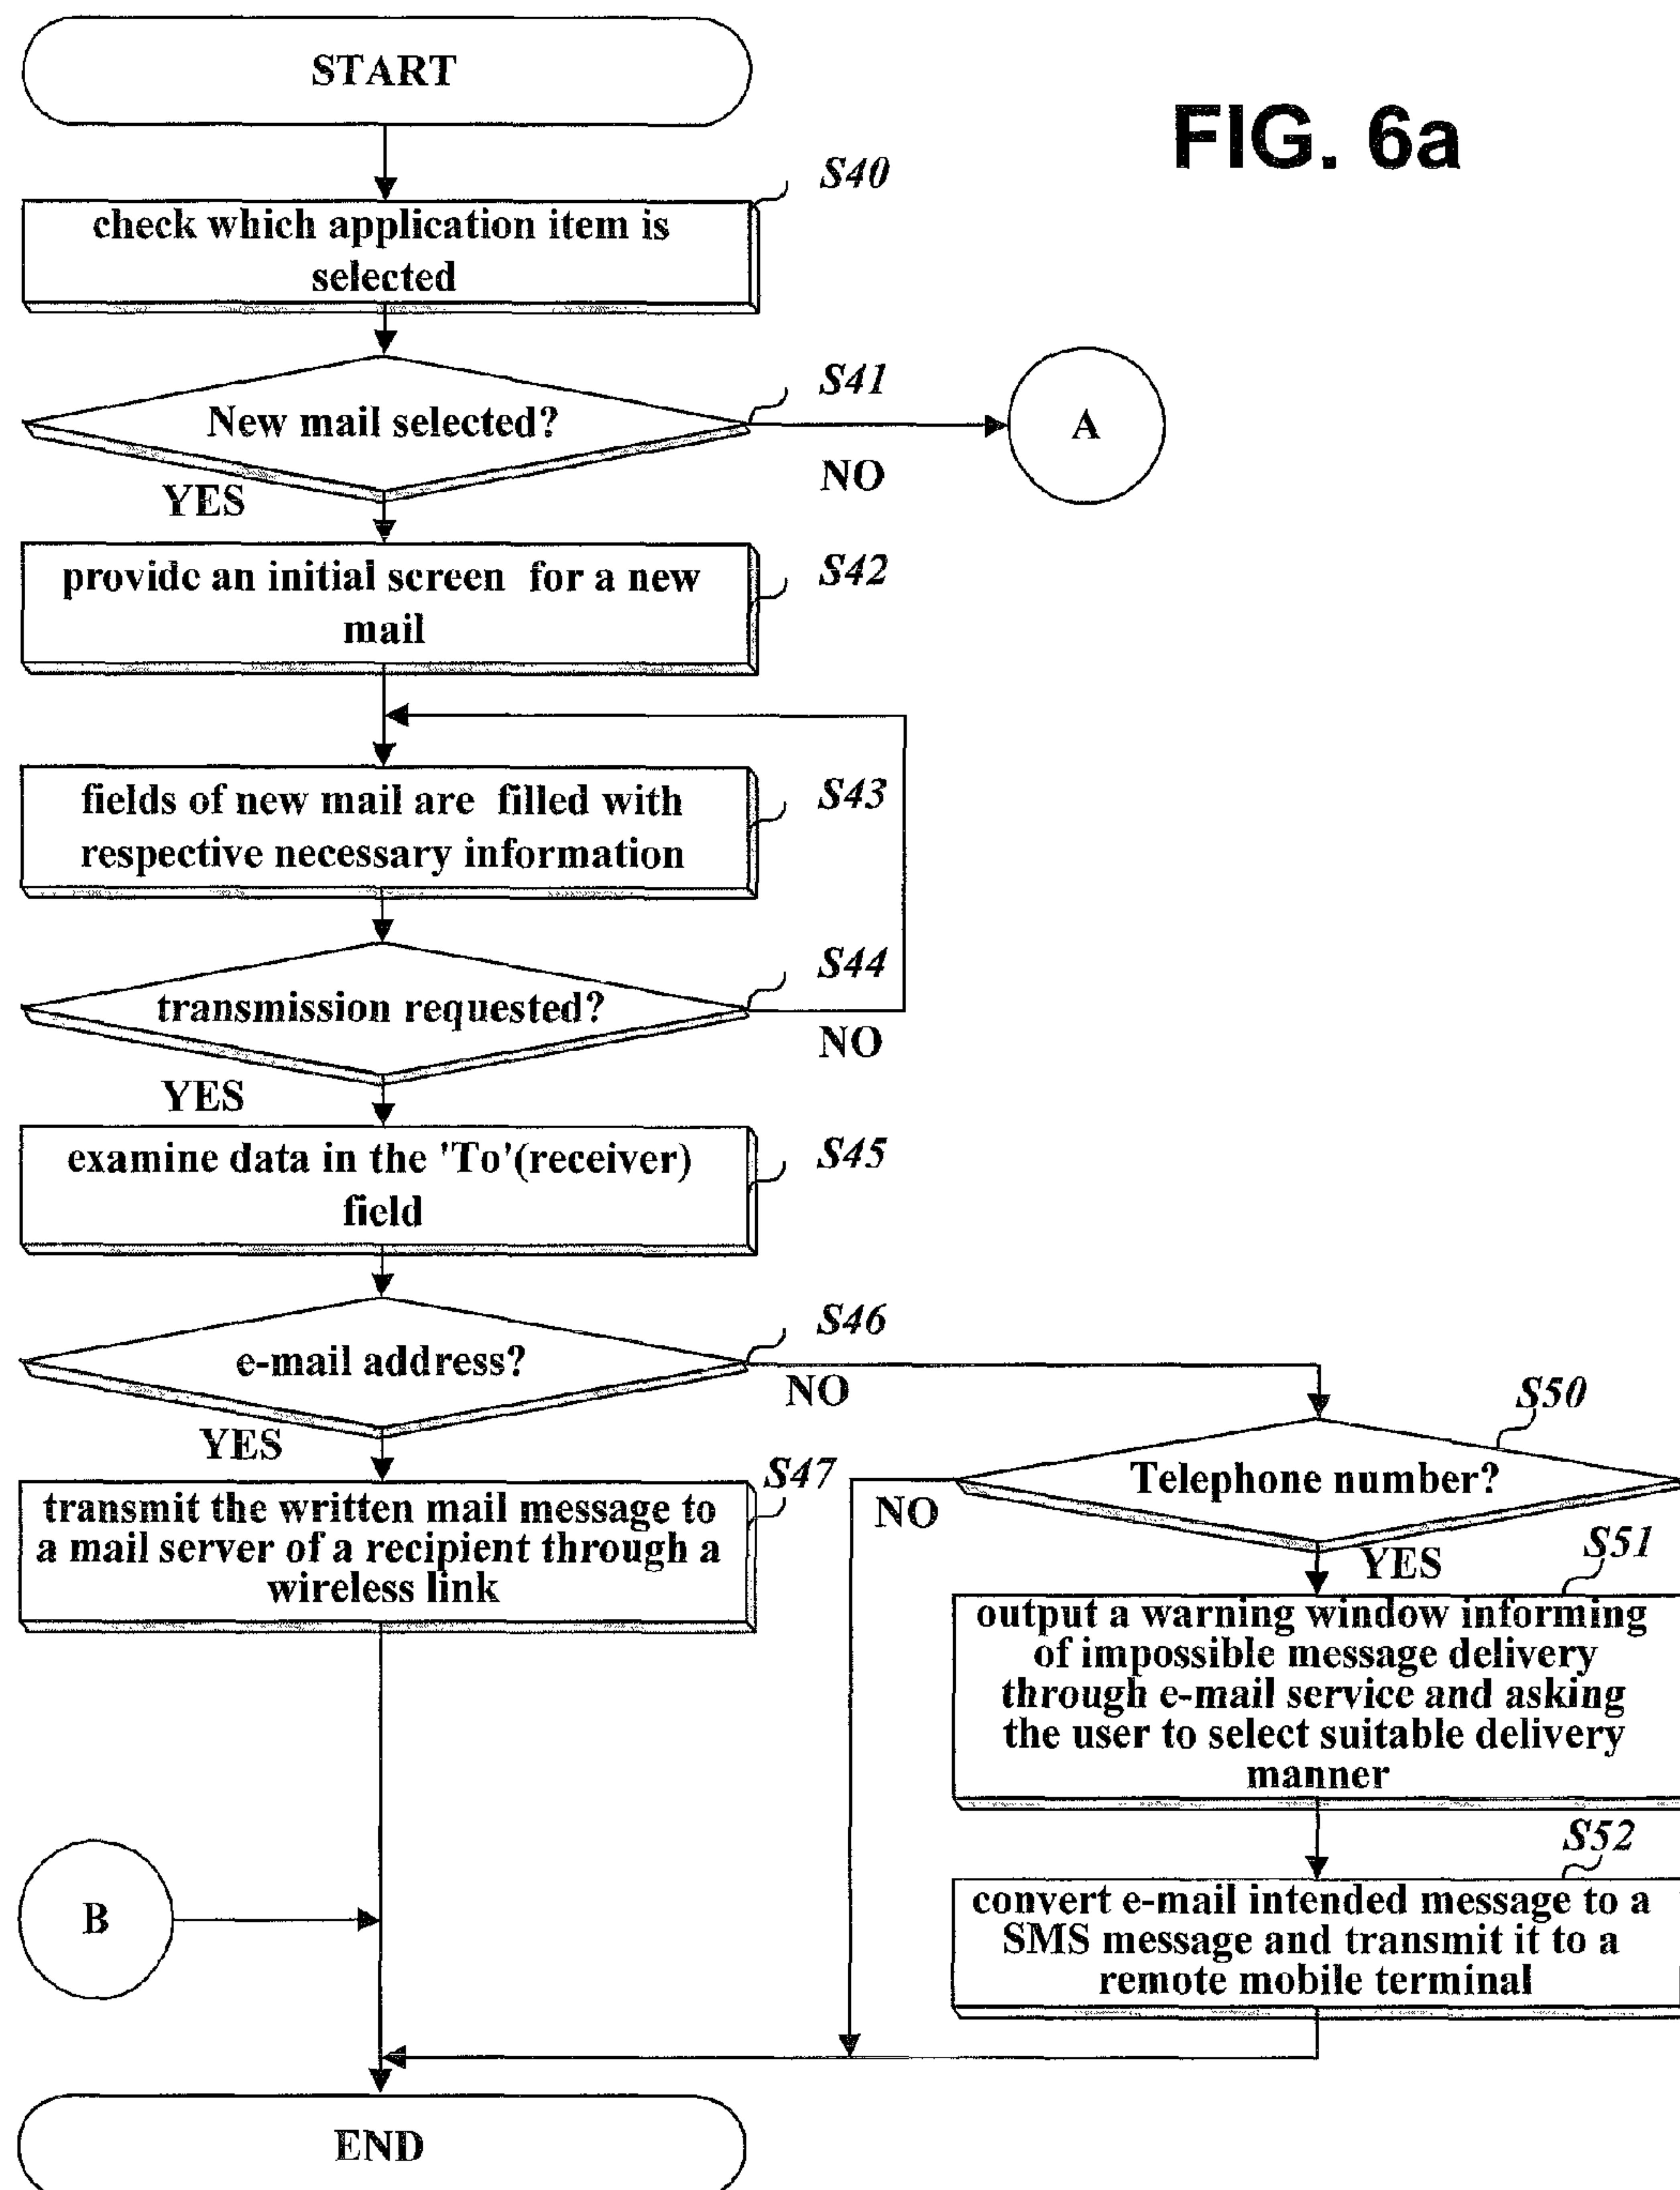 START
FIG. 6a
S40
check which application item is
selected
S41
New mail selected?
A
NO
YES
S42
provide an initial screen for a new
mail
S43
fields of new mail are filled with
respective necessary information
S44
transmission requested?
NO
YES
S45
examine data in the 'To'(receiver)
field
S46
e-mail address?
NO
YES
S50
Telephone number?
NO
YES
S47
transmit the written mail message to
a mail server of a recipient through a
wireless link
S51
output a warning window informing
of impossible message delivery
through e-mail service and asking
the user to select suitable delivery
manner
S52
convert e-mail intended message to a
SMS message and transmit it to a
remote mobile terminal
B
END